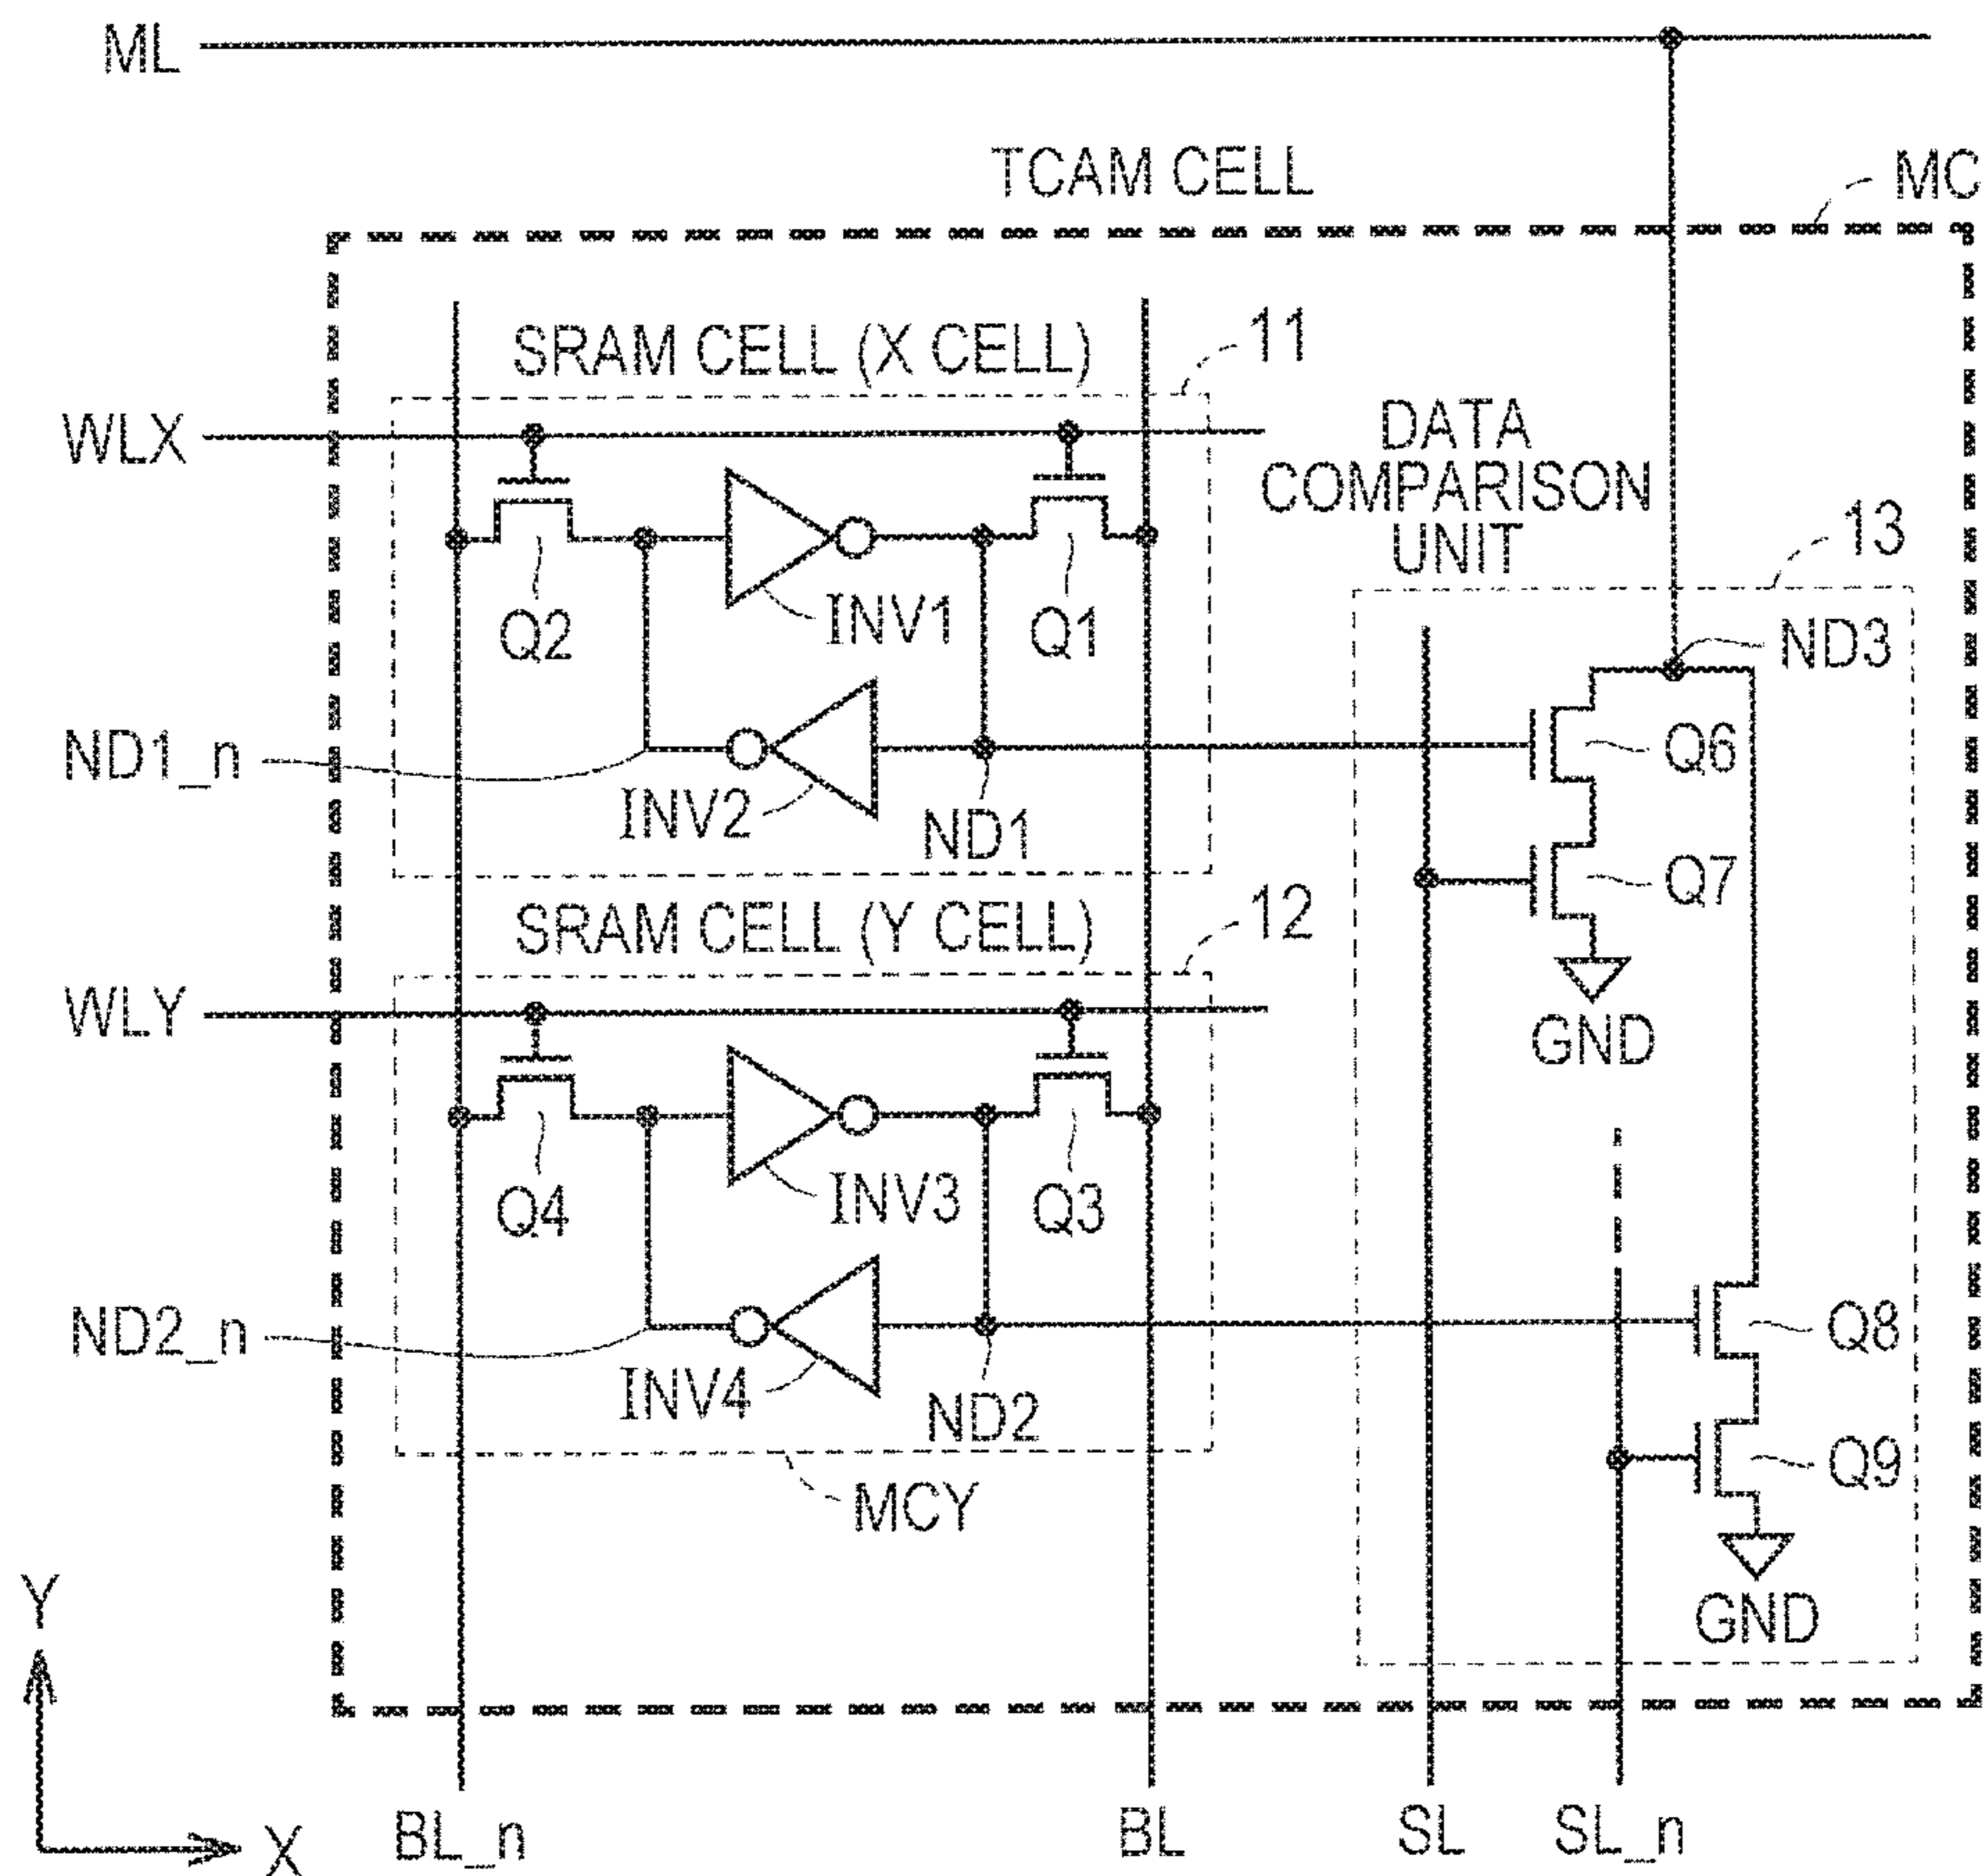 ML
TCAM CELL
MC
SRAM CELL (X CELL)
11
WLX
DATA
COMPARISON
UNIT
13
Q2
INV1
Q1
ND3
ND1_n
Q6
INV2
ND1
Q7
SRAM CELL (Y CELL)
12
WLY
GND
Q4
INV3
Q3
ND2_n
Q8
INV4
ND2
Q9
MCY
GND
Y
X
BL_n
BL
SL
SL_n